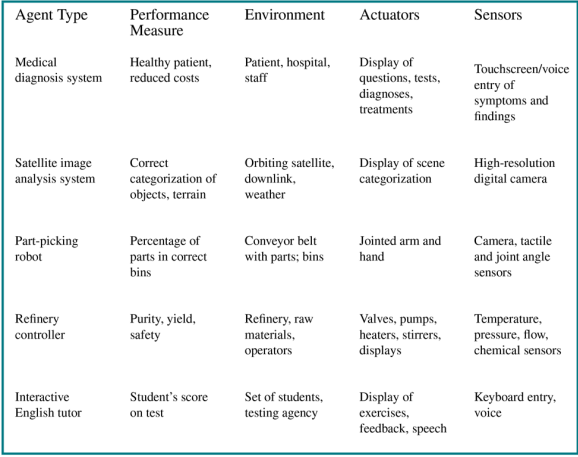 Agent Type Performance Measure Environment Actuators Sensors
Medical diagnosis system
Healthy patient, reduced costs
Patient, hospital, staff
Display of questions, tests, diagnoses, treatments
Touchscreen/voice entry of symptoms and findings
Satellite image analysis system
Correct categorization of objects, terrain
Orbiting satellite, downlink, weather
Display of scene categorization
High-resolution digital camera
Part-picking robot
Percentage of parts in correct bins
Conveyor belt with parts; bins
Jointed arm and hand
Camera, tactile and joint angle sensors
Refinery controller
Purity, yield, safety
Refinery, raw materials, operators
Valves, pumps, heaters, stirrers, displays
Temperature, pressure, flow, chemical sensors
Interactive English tutor
Student's score on test
Set of students, testing agency
Display of exercises, feedback, speech
Keyboard entry, voice